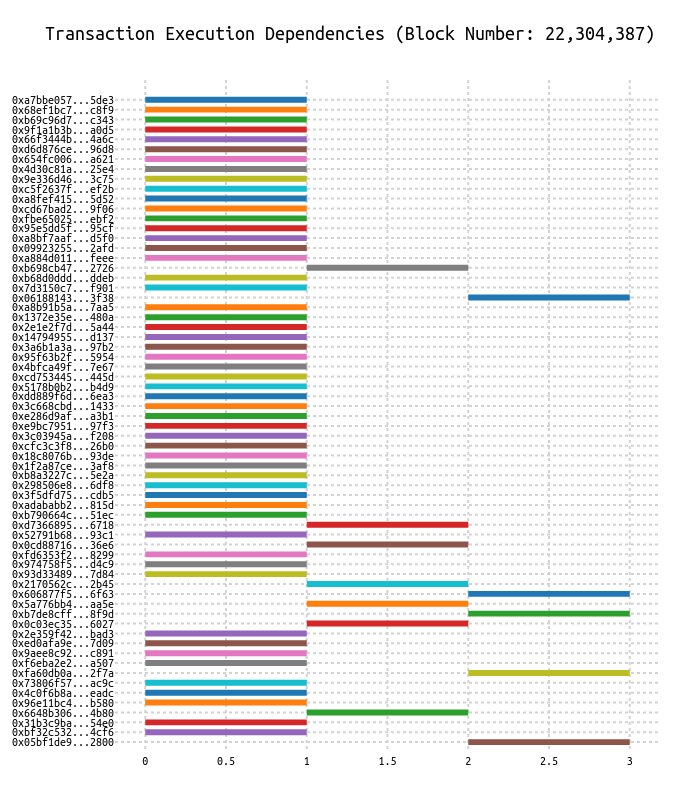 Transaction Execution Dependencies (Block Number: 22,304,387)
0xa7bbe057...5de3
0x68ef1bc7...c8f9
0xb69c96d7...c343
0x9f1a1b3b...a0d5
0x66f3444b...4a6c
0xd6d876ce...96d8
0x654fc006...a621
0x4d30c81a...25e4
0x9e336d46...3c75
0xc5f2637f...ef2b
0xa8fef415...5d52
0xcd67bad2...9f06
0xfbe65025...ebf2
0x95e5dd5f...95cf
0xa8bf7aaf...d5f0
0x09923255...2afd
0xa884d011...feee
0xb698cb47...2726
0xb68d0ddd...ddeb
0x7d3150c7...f901
0x06188143...3f38
0xa8b91b5a...7aa5
0x1372e35e...480a
0x2e1e2f7d...5a44
0x14794955...d137
0x3a6b1a3a...97b2
0x95f63b2f...5954
0x4bfca49f...7e67
0xcd753445...445d
0x5178b0b2...b4d9
0xdd889f6d...6ea3
0x3c668cbd...1433
0xe286d9af...a3b1
0xe9bc7951...97f3
0x3c03945a...f208
0xcfc3c3f8...26b0
0x18c8076b...93de
0x1f2a87ce...3af8
0xb8a3227c...5e2a
0x298506e8...6df8
0x3f5dfd75...cdb5
0xadababb2...815d
0xb790664c...51ec
0xd7366895...6718
0x52791b68...93c1
0x0cd88716...36e6
0xfd6353f2...8299
0x974758f5...d4c9
0x93d33489...7d84
0x2170562c...2b45
0x606877f5...6f63
0x5a776bb4...aa5e
0xb7de8cff...8f9d
0x0c03ec35...6027
0x2e359f42...bad3
0xed0afa9e...7d09
0x9aee8c92...c891
0xf6eba2e2...a507
0xfa60db0a...2f7a
0x73806f57...ac9c
0x4c0f6b8a...eadc
0x96e11bc4...b580
0x6648b306...4b80
0x31b3c9ba...54e0
0xbf32c532...4cf6
0x05bf1de9...2800
0 0.5 1 1.5 2 2.5 3